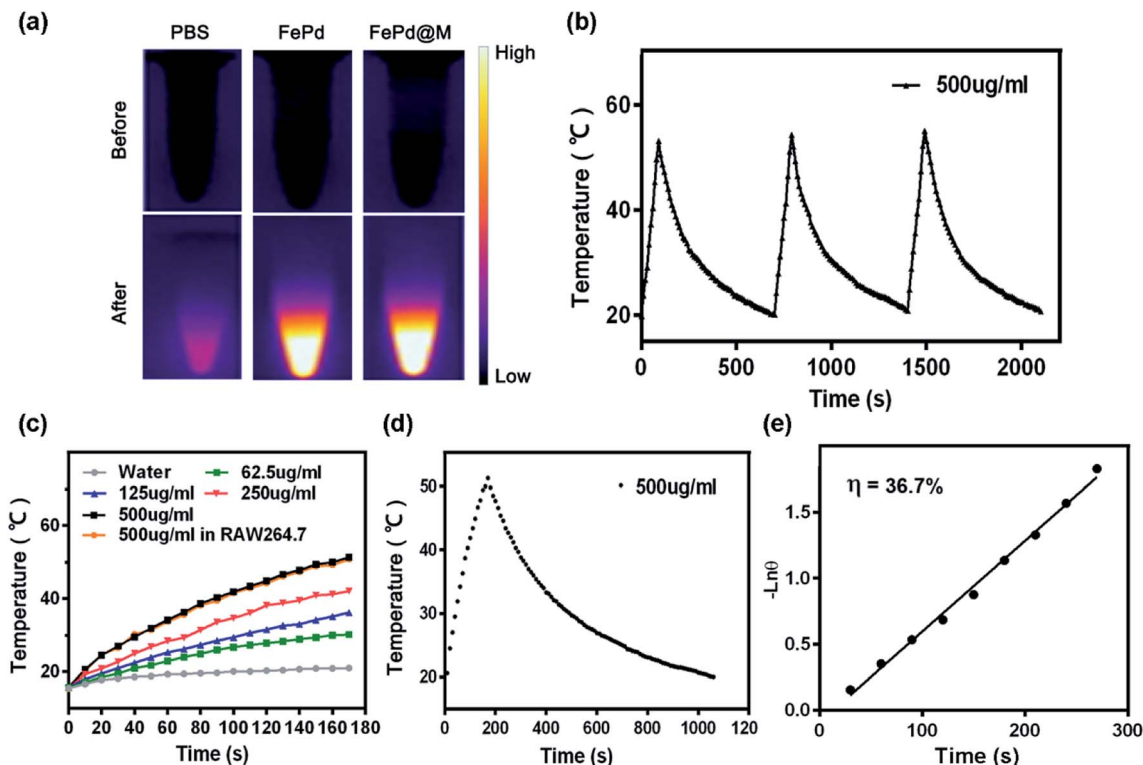 (a)
PBS
FePd
FePd@M
High
Before
After
Low
(b)
500ug/ml
Temperature ( ℃)
60
40
20
0
500
1000
1500
2000
Time (s)
(c)
Water
62.5ug/ml
125ug/ml
250ug/ml
500ug/ml
500ug/ml in RAW264.7
Temperature ( ℃)
60
40
20
0 20 40 60 80 100 120 140 160 180
Time (s)
(d)
500ug/ml
Temperature ( ℃)
50
40
30
20
0 200 400 600 800 1000 120
Time (s)
(e)
η = 36.7%
-Lnθ
1.5
1.0
0.5
0.0
0 100 200 300
Time (s)